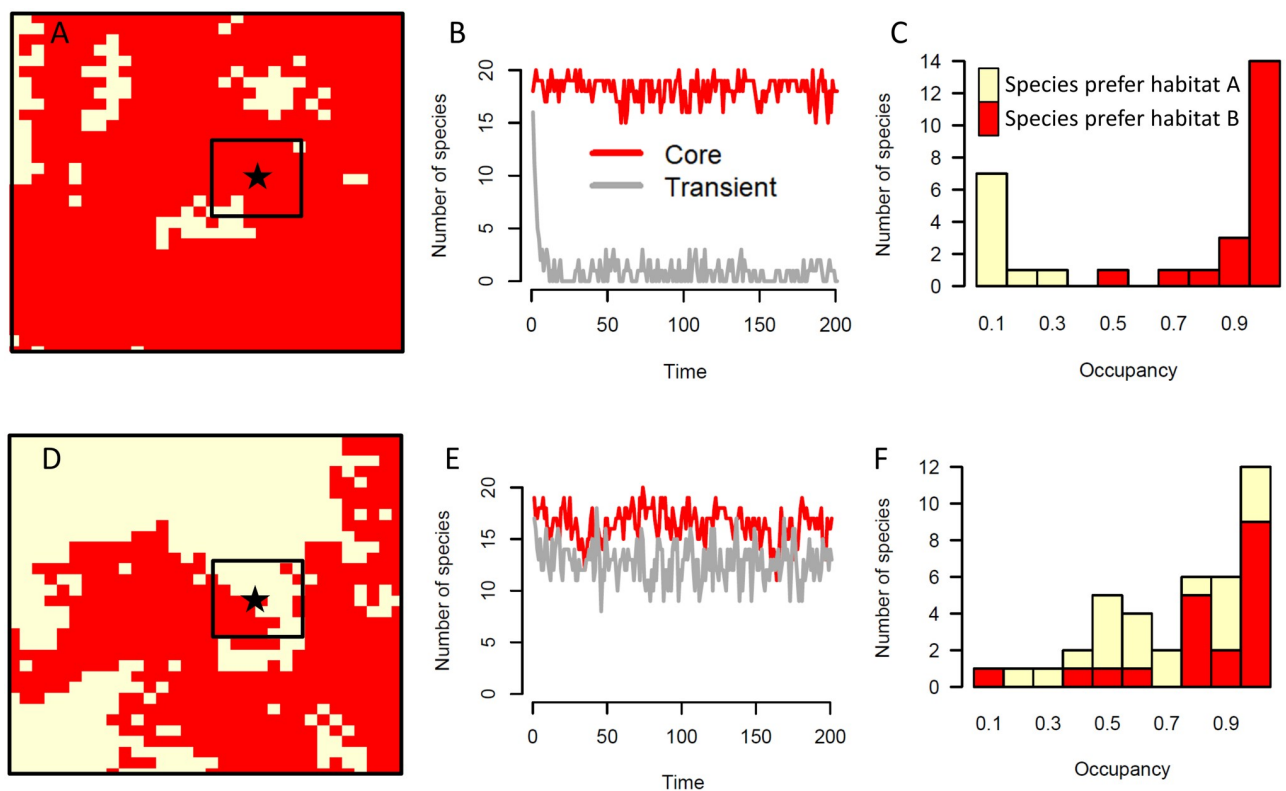 A
B
Number of species
20
15
10
5
0
Core
Transient
0 50 100 150 200
Time
C
Number of species
14
12
10
8
6
4
2
0
Species prefer habitat A
Species prefer habitat B
0.1 0.3 0.5 0.7 0.9
Occupancy
D
E
Number of species
20
15
10
5
0
0 50 100 150 200
Time
F
Number of species
12
10
8
6
4
2
0
0.1 0.3 0.5 0.7 0.9
Occupancy